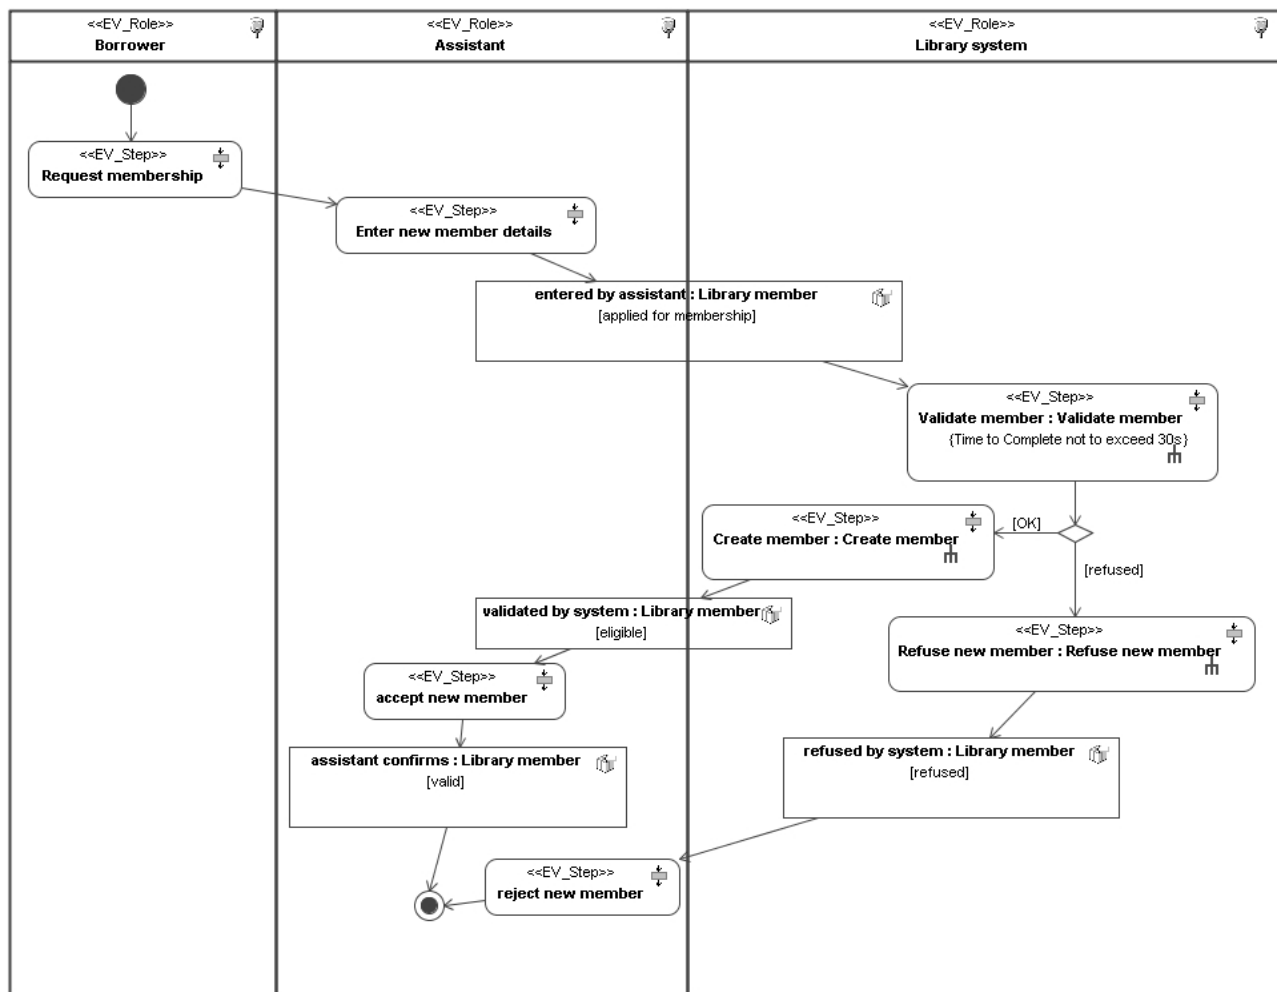 <<EV_Role>>
Borrower
<<EV_Role>>
Assistant
<<EV_Role>>
Library system
<<EV_Step>>
Request membership
<<EV_Step>>
Enter new member details
entered by assistant : Library member
[applied for membership]
<<EV_Step>>
Validate member : Validate member
{Time to Complete not to exceed 30s}
<<EV_Step>>
Create member : Create member
[OK]
[refused]
validated by system : Library member
[eligible]
<<EV_Step>>
Refuse new member : Refuse new member
<<EV_Step>>
accept new member
assistant confirms : Library member
[valid]
refused by system : Library member
[refused]
<<EV_Step>>
reject new member